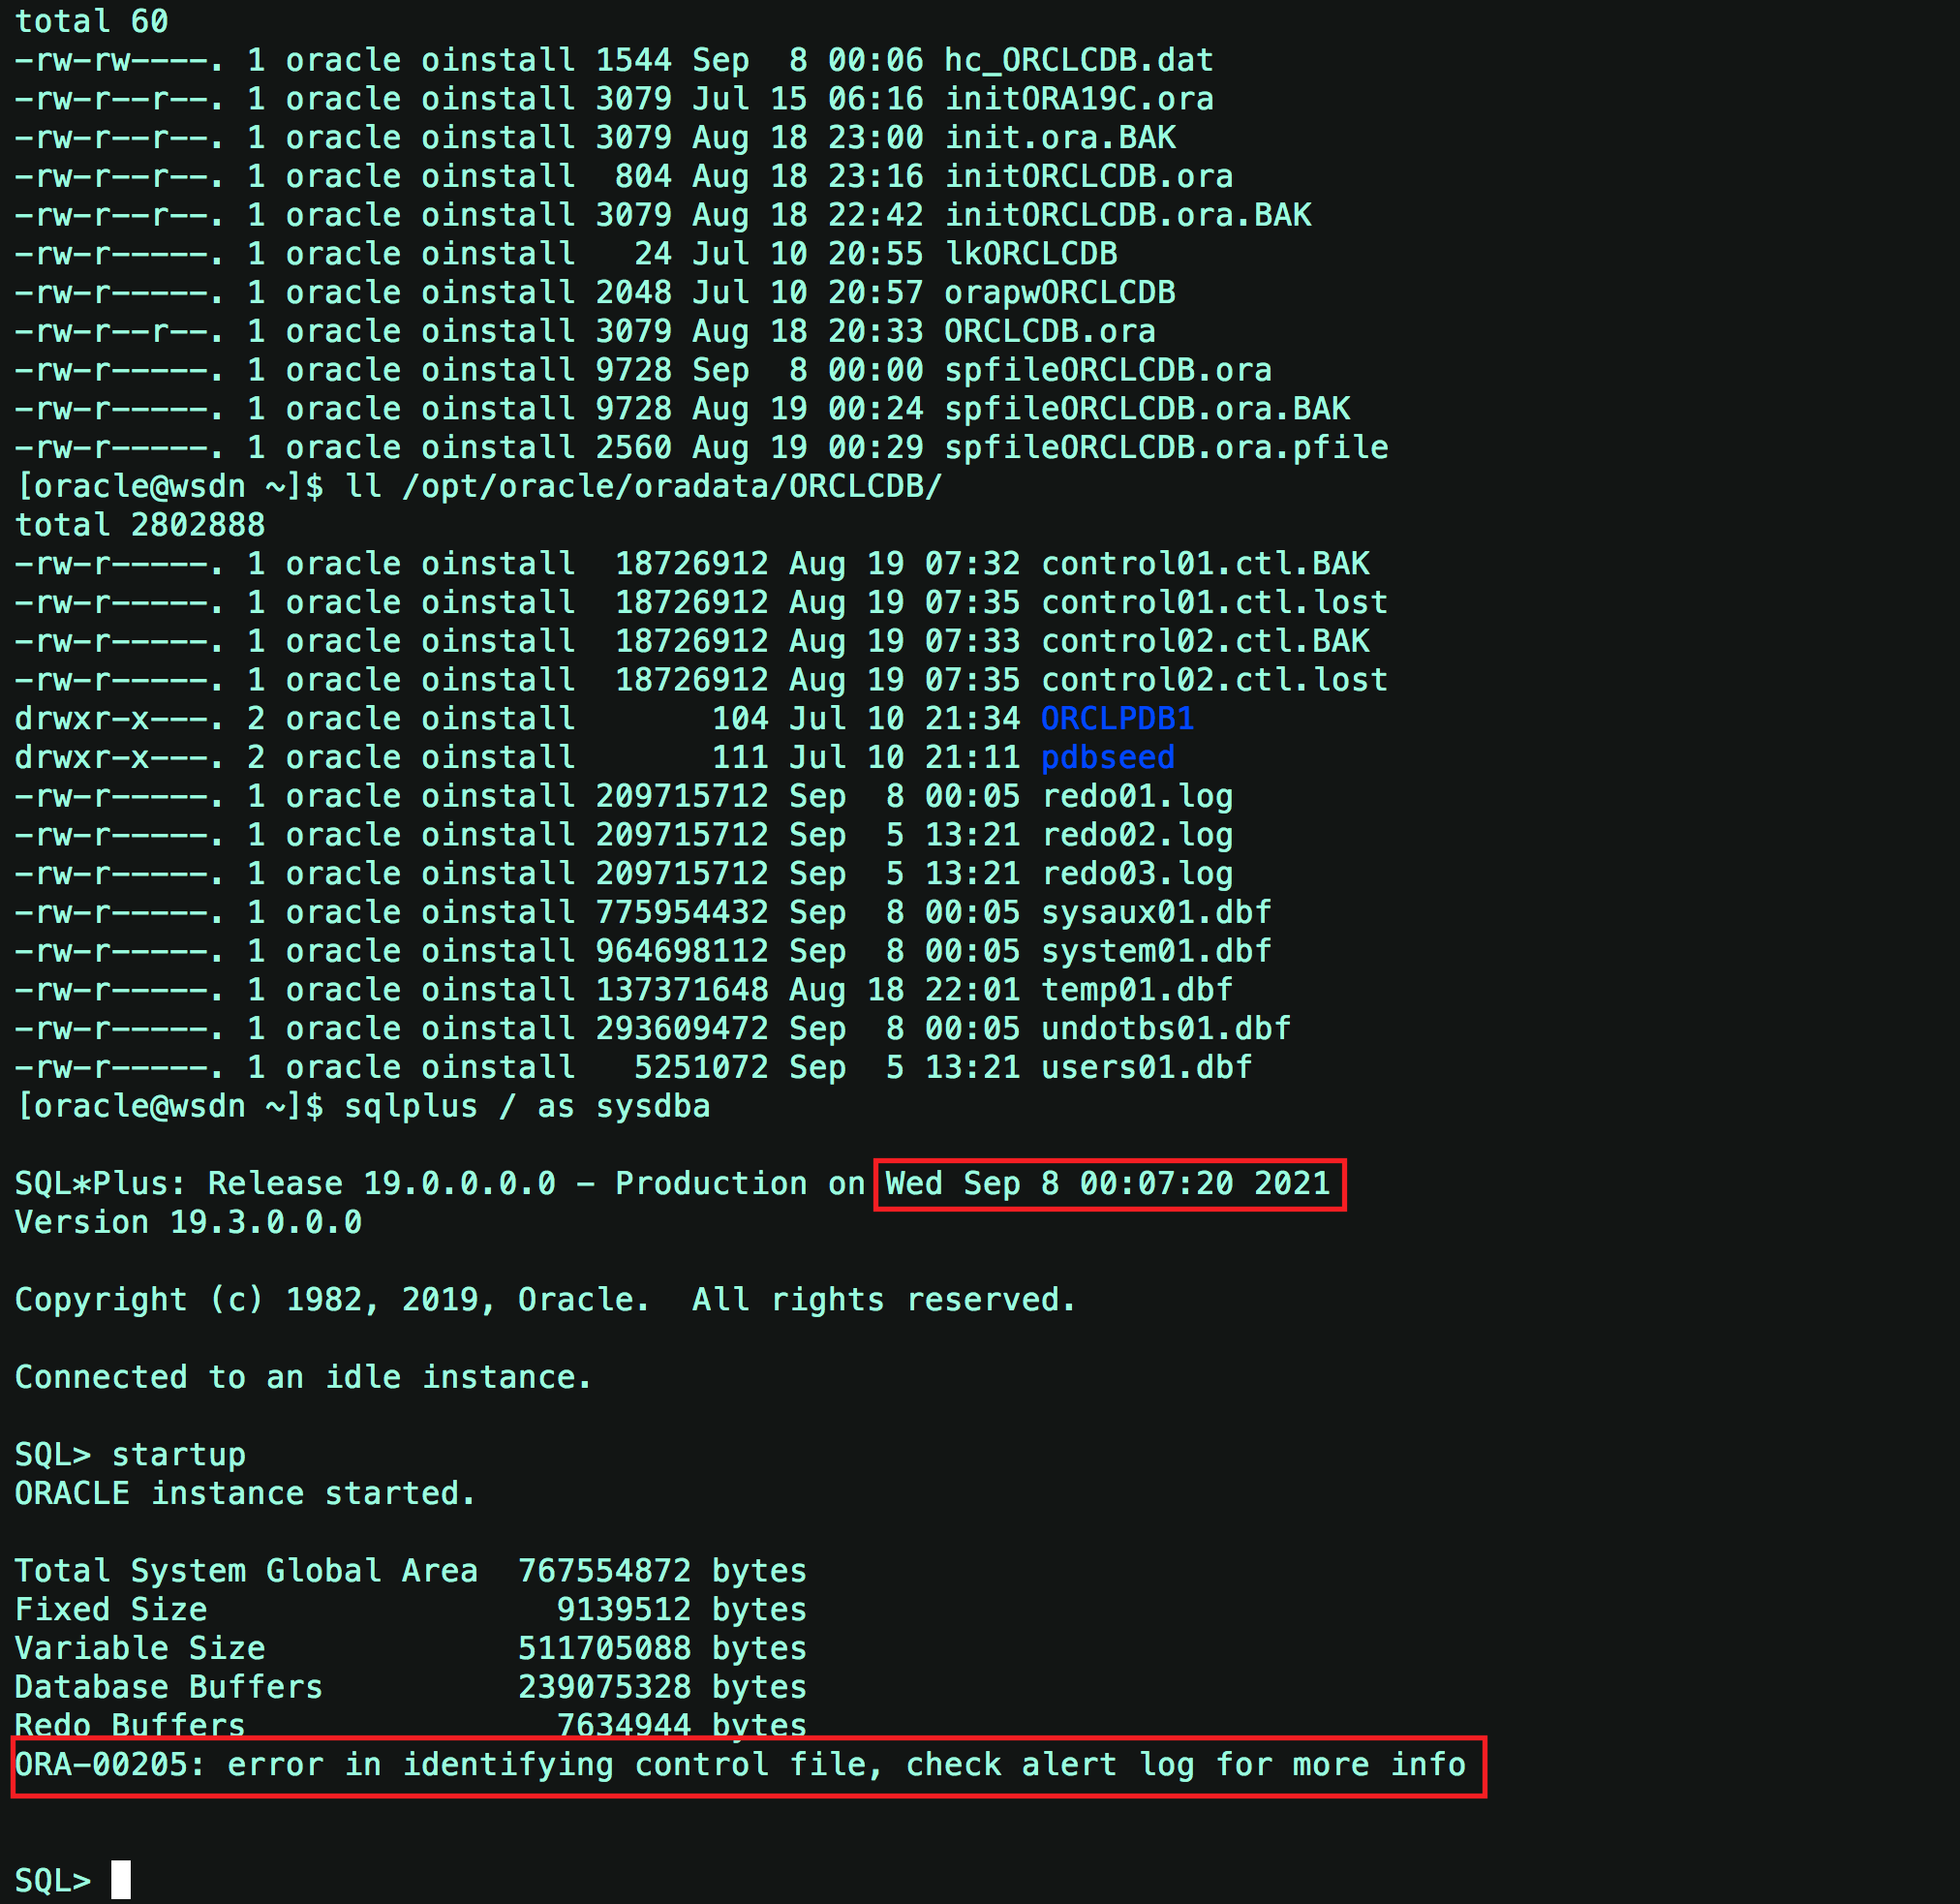 total 60
-rw-rw----. 1 oracle oinstall 1544 Sep  8 00:06 hc_ORCLCDB.dat
-rw-r--r--. 1 oracle oinstall 3079 Jul 15 06:16 initORA19C.ora
-rw-r--r--. 1 oracle oinstall 3079 Aug 18 23:00 init.ora.BAK
-rw-r--r--. 1 oracle oinstall  804 Aug 18 23:16 initORCLCDB.ora
-rw-r--r--. 1 oracle oinstall 3079 Aug 18 22:42 initORCLCDB.ora.BAK
-rw-r-----. 1 oracle oinstall   24 Jul 10 20:55 lkORCLCDB
-rw-r-----. 1 oracle oinstall 2048 Jul 10 20:57 orapwORCLCDB
-rw-r--r--. 1 oracle oinstall 3079 Aug 18 20:33 ORCLCDB.ora
-rw-r-----. 1 oracle oinstall 9728 Sep  8 00:00 spfileORCLCDB.ora
-rw-r-----. 1 oracle oinstall 9728 Aug 19 00:24 spfileORCLCDB.ora.BAK
-rw-r-----. 1 oracle oinstall 2560 Aug 19 00:29 spfileORCLCDB.ora.pfile
[oracle@wsdn ~]$ ll /opt/oracle/oradata/ORCLCDB/
total 2802888
-rw-r-----. 1 oracle oinstall  18726912 Aug 19 07:32 control01.ctl.BAK
-rw-r-----. 1 oracle oinstall  18726912 Aug 19 07:35 control01.ctl.lost
-rw-r-----. 1 oracle oinstall  18726912 Aug 19 07:33 control02.ctl.BAK
-rw-r-----. 1 oracle oinstall  18726912 Aug 19 07:35 control02.ctl.lost
drwxr-x---. 2 oracle oinstall       104 Jul 10 21:34 ORCLPDB1
drwxr-x---. 2 oracle oinstall       111 Jul 10 21:11 pdbseed
-rw-r-----. 1 oracle oinstall 209715712 Sep  8 00:05 redo01.log
-rw-r-----. 1 oracle oinstall 209715712 Sep  5 13:21 redo02.log
-rw-r-----. 1 oracle oinstall 209715712 Sep  5 13:21 redo03.log
-rw-r-----. 1 oracle oinstall 775954432 Sep  8 00:05 sysaux01.dbf
-rw-r-----. 1 oracle oinstall 964698112 Sep  8 00:05 system01.dbf
-rw-r-----. 1 oracle oinstall 137371648 Aug 18 22:01 temp01.dbf
-rw-r-----. 1 oracle oinstall 293609472 Sep  8 00:05 undotbs01.dbf
-rw-r-----. 1 oracle oinstall   5251072 Sep  5 13:21 users01.dbf
[oracle@wsdn ~]$ sqlplus / as sysdba
SQL*Plus: Release 19.0.0.0.0 - Production on Wed Sep 8 00:07:20 2021
Version 19.3.0.0.0
Copyright (c) 1982, 2019, Oracle.  All rights reserved.
Connected to an idle instance.
SQL> startup
ORACLE instance started.
Total System Global Area  767554872 bytes
Fixed Size                  9139512 bytes
Variable Size             511705088 bytes
Database Buffers          239075328 bytes
Redo Buffers                7634944 bytes
ORA-00205: error in identifying control file, check alert log for more info
SQL>